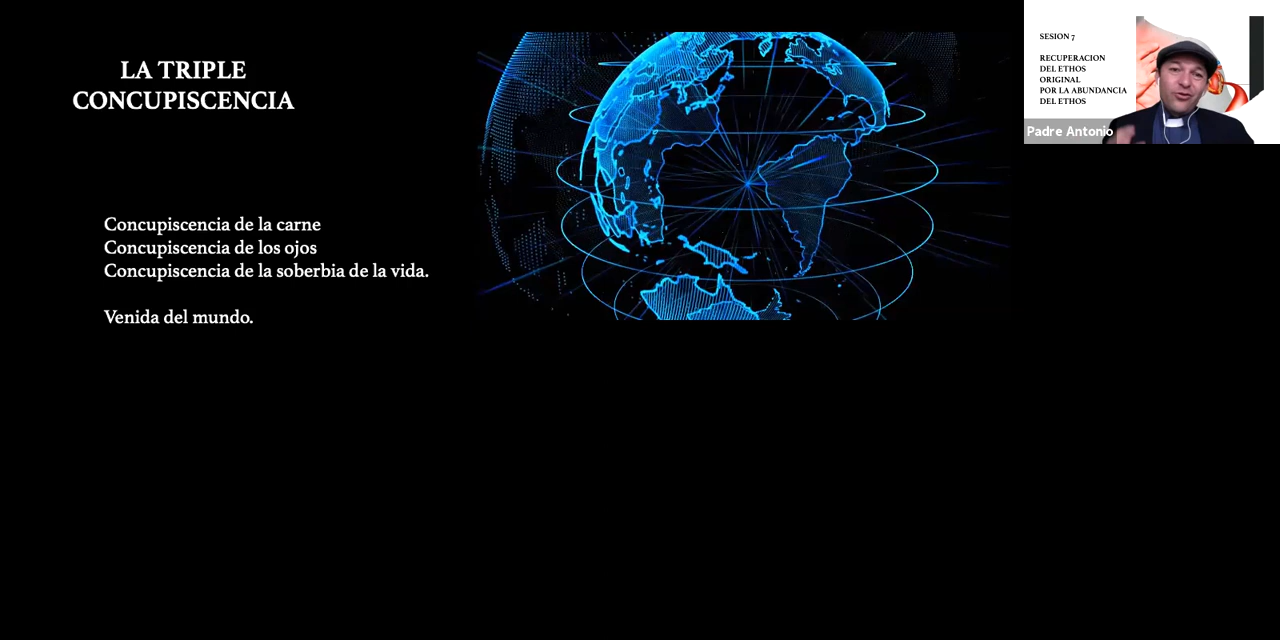 LA TRIPLE
CONCUPISCENCIA
Concupiscencia de la carne
Concupiscencia de los ojos
Concupiscencia de la soberbia de la vida.
Venida del mundo.
SESION 7
RECUPERACION
DEL ETHOS
ORIGINAL
POR LA ABUNDANCIA
DEL ETHOS
Padre Antonio